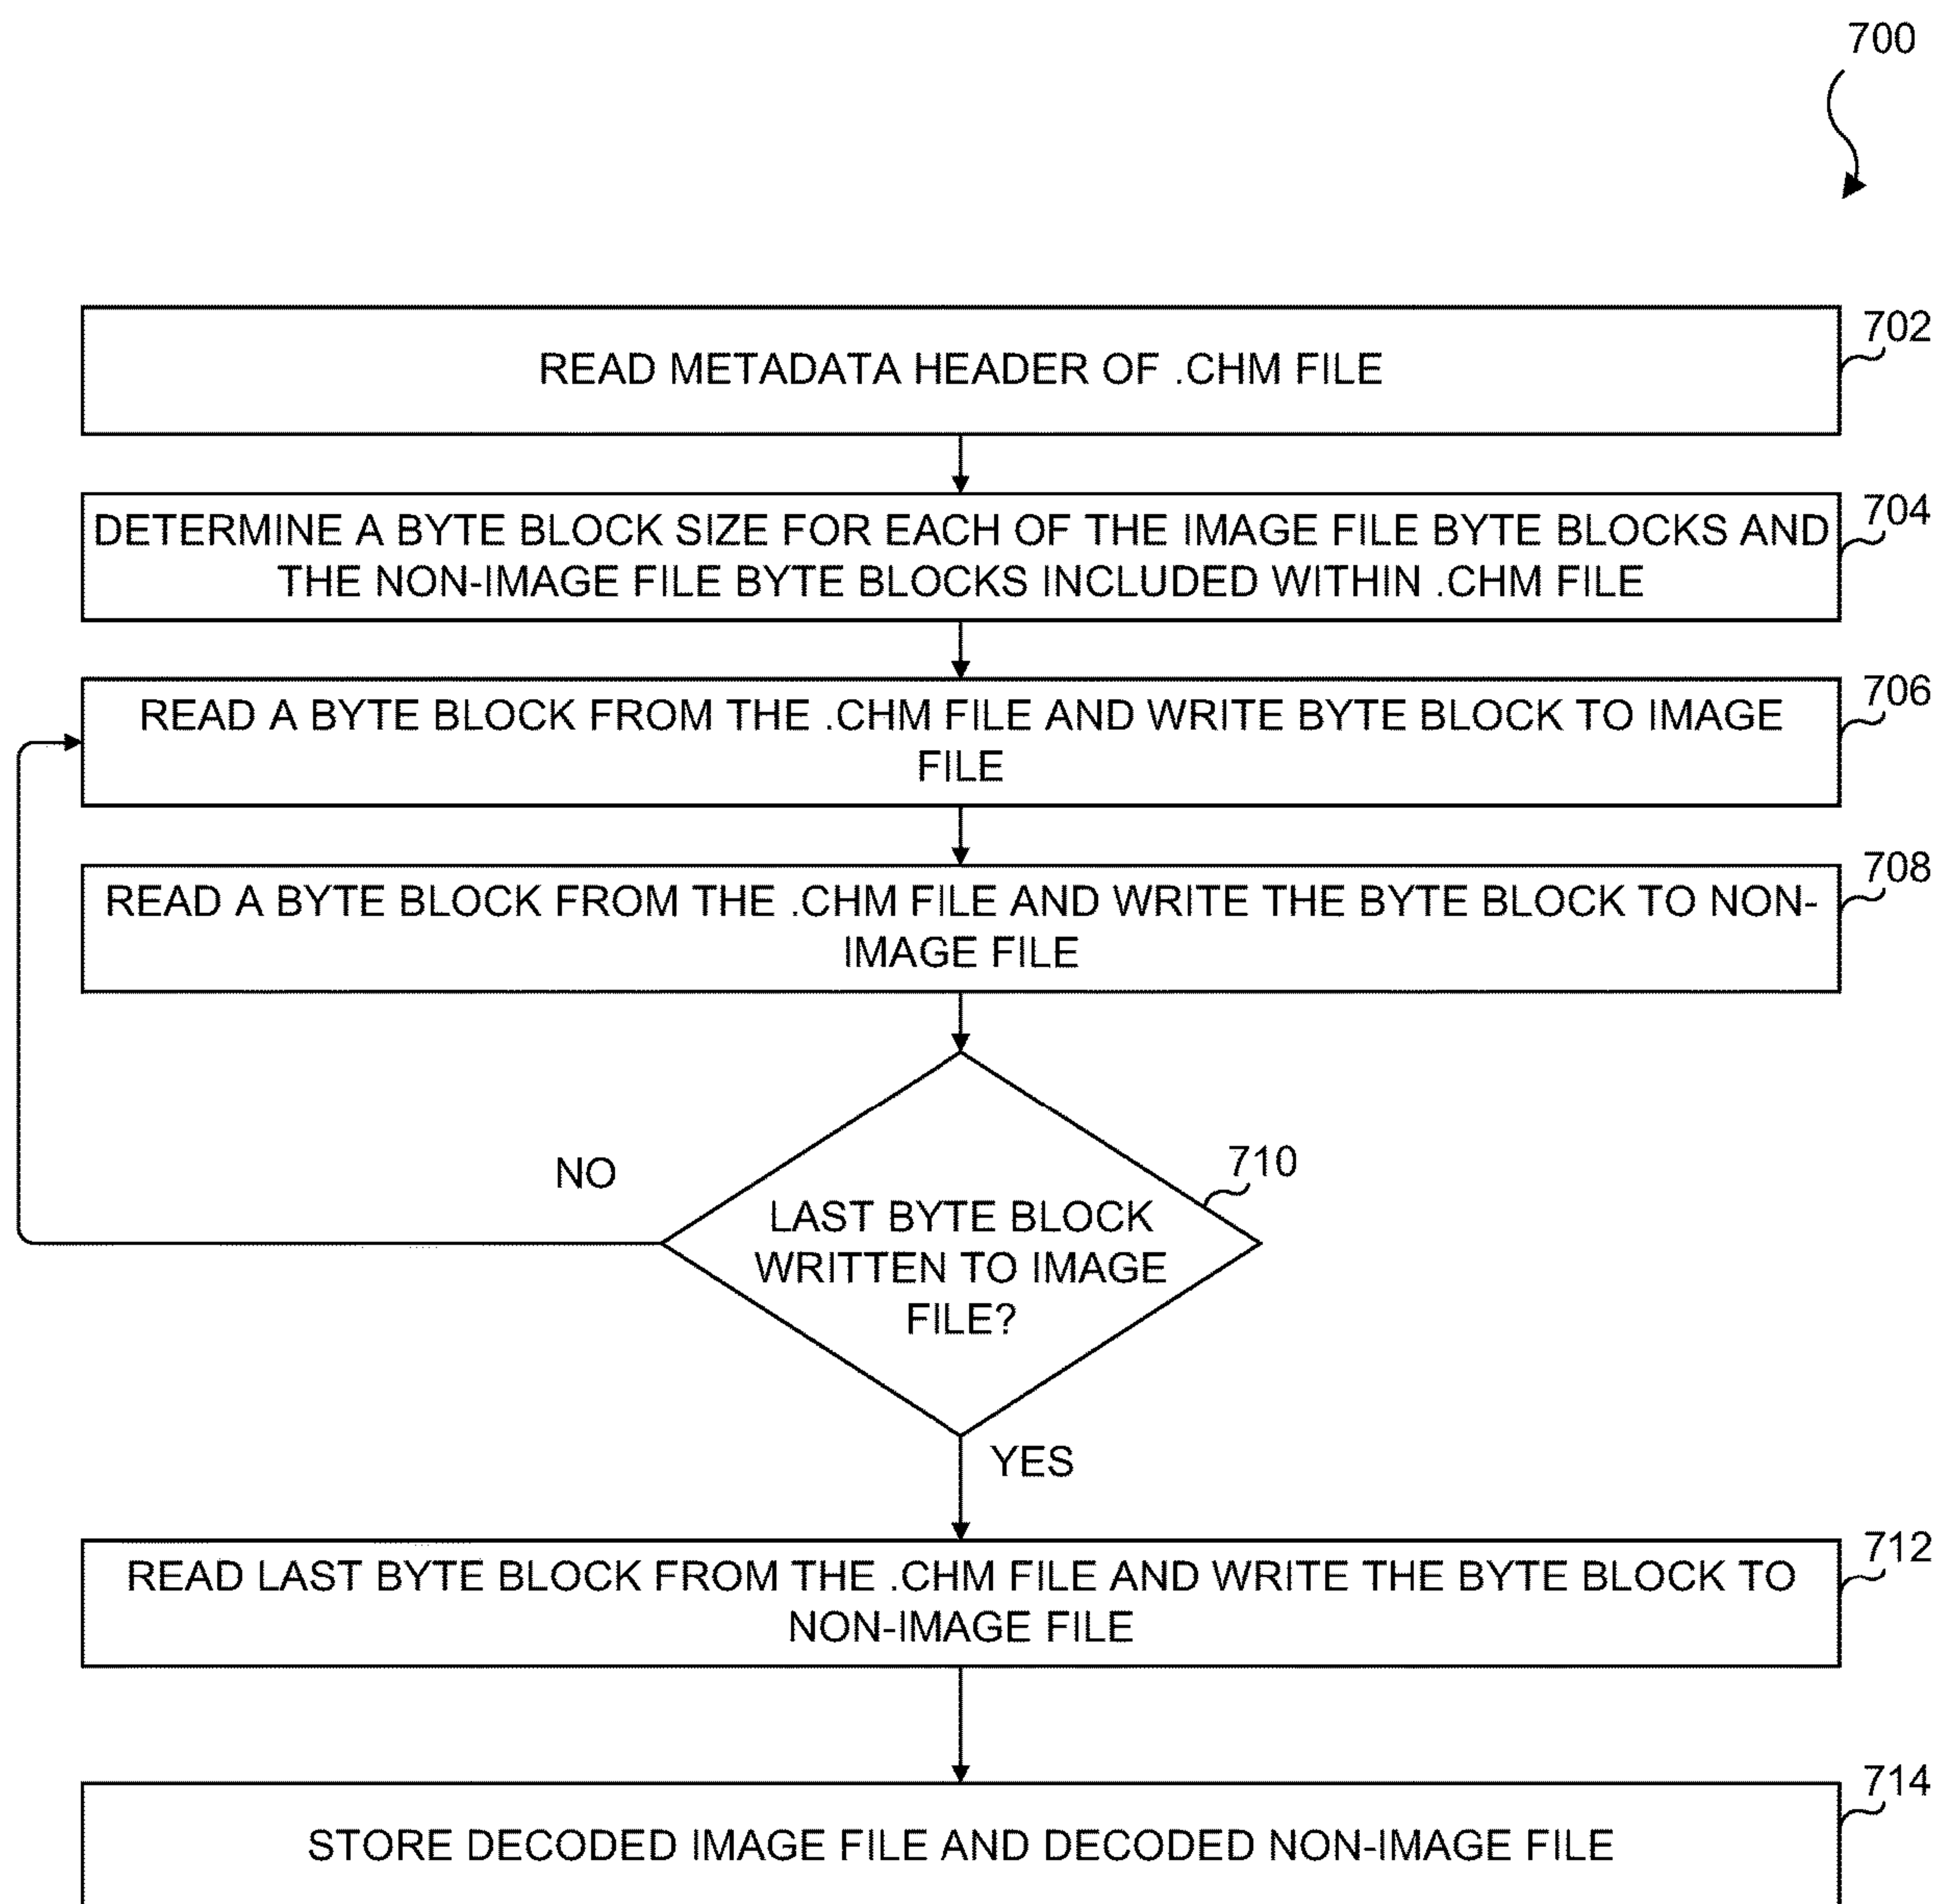 700
702
READ METADATA HEADER OF .CHM FILE
704
DETERMINE A BYTE BLOCK SIZE FOR EACH OF THE IMAGE FILE BYTE BLOCKS AND
THE NON-IMAGE FILE BYTE BLOCKS INCLUDED WITHIN .CHM FILE
706
READ A BYTE BLOCK FROM THE .CHM FILE AND WRITE BYTE BLOCK TO IMAGE
FILE
708
READ A BYTE BLOCK FROM THE .CHM FILE AND WRITE THE BYTE BLOCK TO NON-
IMAGE FILE
NO
710
LAST BYTE BLOCK
WRITTEN TO IMAGE
FILE?
YES
712
READ LAST BYTE BLOCK FROM THE .CHM FILE AND WRITE THE BYTE BLOCK TO
NON-IMAGE FILE
714
STORE DECODED IMAGE FILE AND DECODED NON-IMAGE FILE